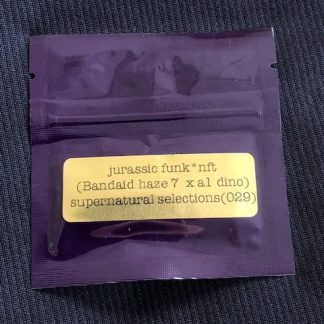 jurassic funk*nft
(Bandaid haze 7 x a1 dino)
supernatural selections(029)